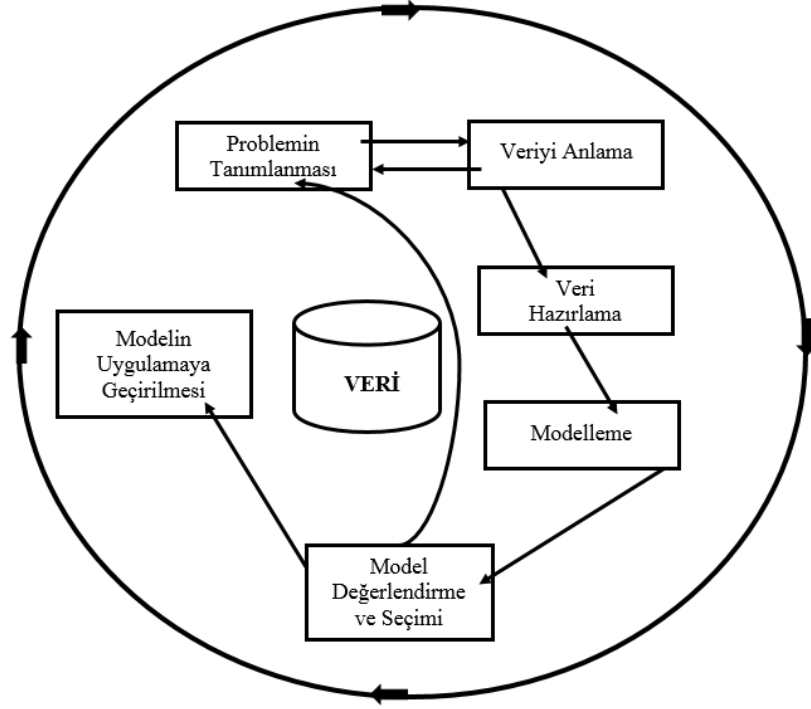 Problemin
Tanımlanması
Veriyi Anlama
Veri
Hazırlama
Modelin
Uygulamaya
Geçirilmesi
VERİ
Modelleme
Model
Değerlendirme
ve Seçimi